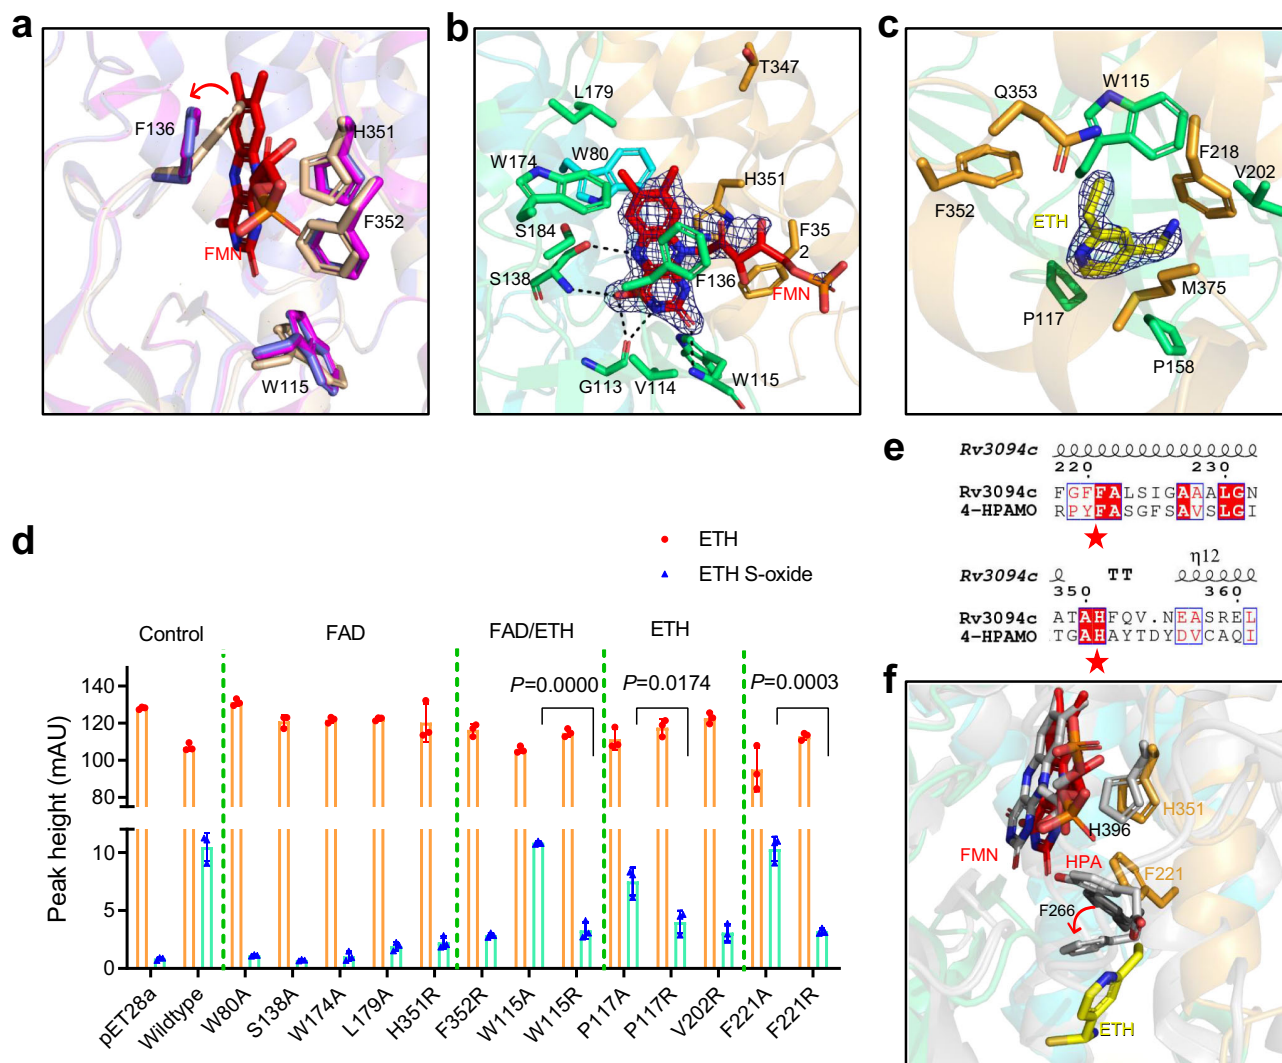 a
F136
H351
F352
FMN
W115
b
T347
L179
W174
W80
H351
S184
F35
2
S138
F136
FMN
G113
V114
W115
c
W115
Q353
F218
V202
F352
ETH
M375
P117
P158
d
ETH
ETH S-oxide
Control
FAD
FAD/ETH
ETH
P=0.0000
P=0.0174
P=0.0003
Peak height (mAU)
140
120
100
80
10
5
0
pET28a
Wildtype
W80A
S138A
W174A
L179A
H351R
F352R
W115A
W115R
P117A
P117R
V202R
F221A
F221R
e
Rv3094c
220 230
Rv3094c FGFFALSIGAAALGN
4-HPAMO RPYFASGFSAVSLGI
η12
Rv3094c TT
350 360
Rv3094c ATAHFQV.NEASREL
4-HPAMO TGAHAYTDYDVCAQI
f
H351
H396
FMN
HPA
F221
F266
ETH